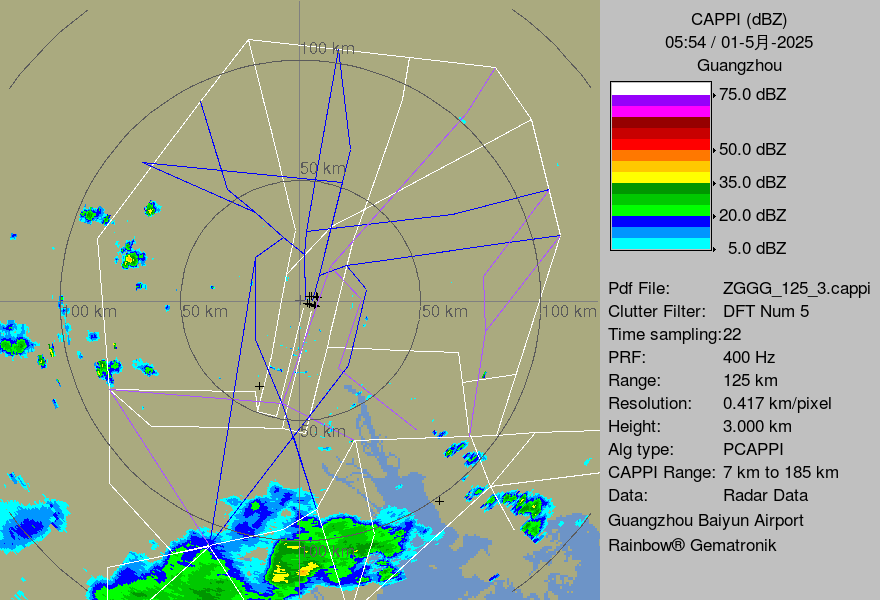 CAPPI (dBZ)
05:54 / 01-5月-2025
Guangzhou
75.0 dBZ
50.0 dBZ
35.0 dBZ
20.0 dBZ
5.0 dBZ
Pdf File: ZGGG_125_3.cappi
Clutter Filter: DFT Num 5
Time sampling:22
PRF: 400 Hz
Range: 125 km
Resolution: 0.417 km/pixel
Height: 3.000 km
Alg type: PCAPPI
CAPPI Range: 7 km to 185 km
Data: Radar Data
Guangzhou Baiyun Airport
Rainbow® Gematronik
100 km
50 km
100 km
50 km
50 km
100 km
50 km
100 km